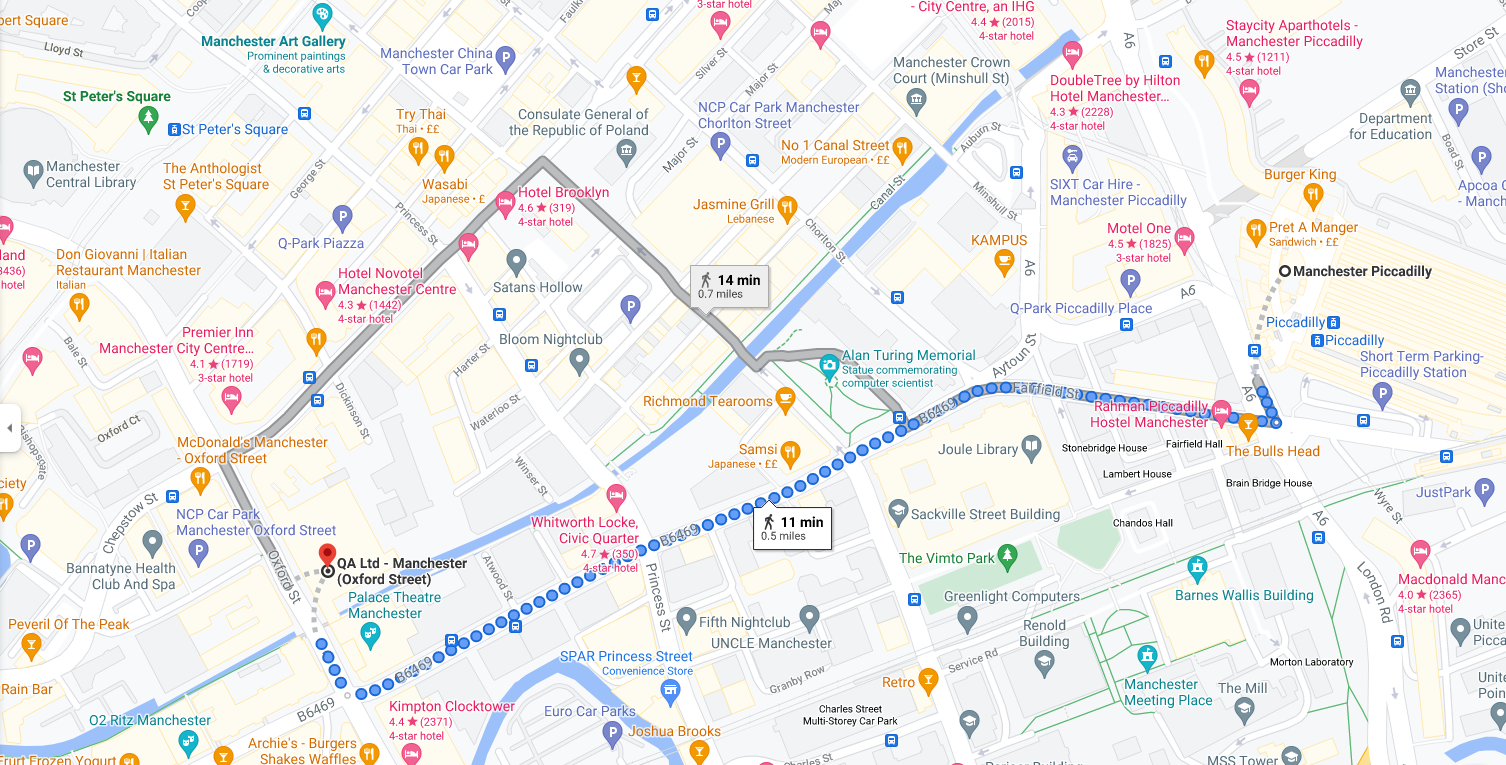 pert Square
Lloyd St
Manchester Art Gallery
Prominent paintings
& decorative arts
Manchester China
Town Car Park
3-star hotel
- City Centre, an IHG
4.4 ★ (2015)
4-star hotel
A6
Staycity Aparthotels -
Manchester Piccadilly
4.5 ★ (1211)
4-star hotel
Store St
Silver St
Major St
Manchester Crown
Court (Minshull St)
DoubleTree by Hilton
Hotel Manchester...
4.3 ★ (2228)
4-star hotel
Department
for Education
Boad St
St Peter's Square
St Peter's Square
Try Thai
Thai • ££
Consulate General of
the Republic of Poland
NCP Car Park Manchester
Chorlton Street
Major St
No 1 Canal Street
Modern European • ££
Auburn St
Minshull St
Canal St
A6
SIXT Car Hire -
Manchester Piccadilly
Burger King
Manchester
Central Library
The Anthologist
St Peter's Square
George St
Wasabi
Japanese • £
Princess St
Hotel Brooklyn
4.6 ★ (319)
4-star hotel
Jasmine Grill
Lebanese
Chorlton St
KAMPUS
Motel One
4.5 ★ (1825)
3-star hotel
Pret A Manger
Sandwich • ££
Manchester Piccadilly
Q-Park Piazza
Don Giovanni | Italian
Restaurant Manchester
Italian
Hotel Novotel
Manchester Centre
4.3 ★ (1442)
4-star hotel
Satans Hollow
14 min
0.7 miles
A6
Q-Park Piccadilly Place
Piccadilly
Piccadilly
Short Term Parking-
Piccadilly Station
Premier Inn
Manchester City Centre...
4.1 ★ (1719)
3-star hotel
Bale St
Bloom Nightclub
Harter St
Alan Turing Memorial
Statue commemorating
computer scientist
Aytoun St
A6
Dickinson St
Waterloo St
Richmond Tearooms
B6469
Fairfield St
Rahman Piccadilly
Hostel Manchester
Oxford Ct
Bishopsgate
McDonald's Manchester
- Oxford Street
Samsi
Japanese • ££
Joule Library
Stonebridge House
Fairfield Hall
The Bulls Head
Lambert House
Brain Bridge House
Winser St
Chepstow St
NCP Car Park
Manchester Oxford Street
Whitworth Locke,
Civic Quarter
4.7 ★ (350)
4-star hotel
B6469
11 min
0.5 miles
Sackville Street Building
Chandos Hall
A6
Wyre St
JustPark
Bannatyne Health
Club And Spa
Oxford St
QA Ltd - Manchester
(Oxford Street)
Atwood St
Princess St
The Vimto Park
London Rd
Palace Theatre
Manchester
Greenlight Computers
Barnes Wallis Building
4.0 ★ (2365)
4-star hotel
Peveril Of The Peak
Fifth Nightclub
UNCLE Manchester
Renold
Building
B6469
SPAR Princess Street
Convenience Store
Granby Row
Service Rd
Morton Laboratory
Rain Bar
B6469
Kimpton Clocktower
4.4 ★ (2371)
4-star hotel
Retro
Manchester
Meeting Place
The Mill
O2 Ritz Manchester
Euro Car Parks
Charles Street
Multi-Storey Car Park
Archie's - Burgers
Shakes Waffles
Joshua Brooks
MSS Tower